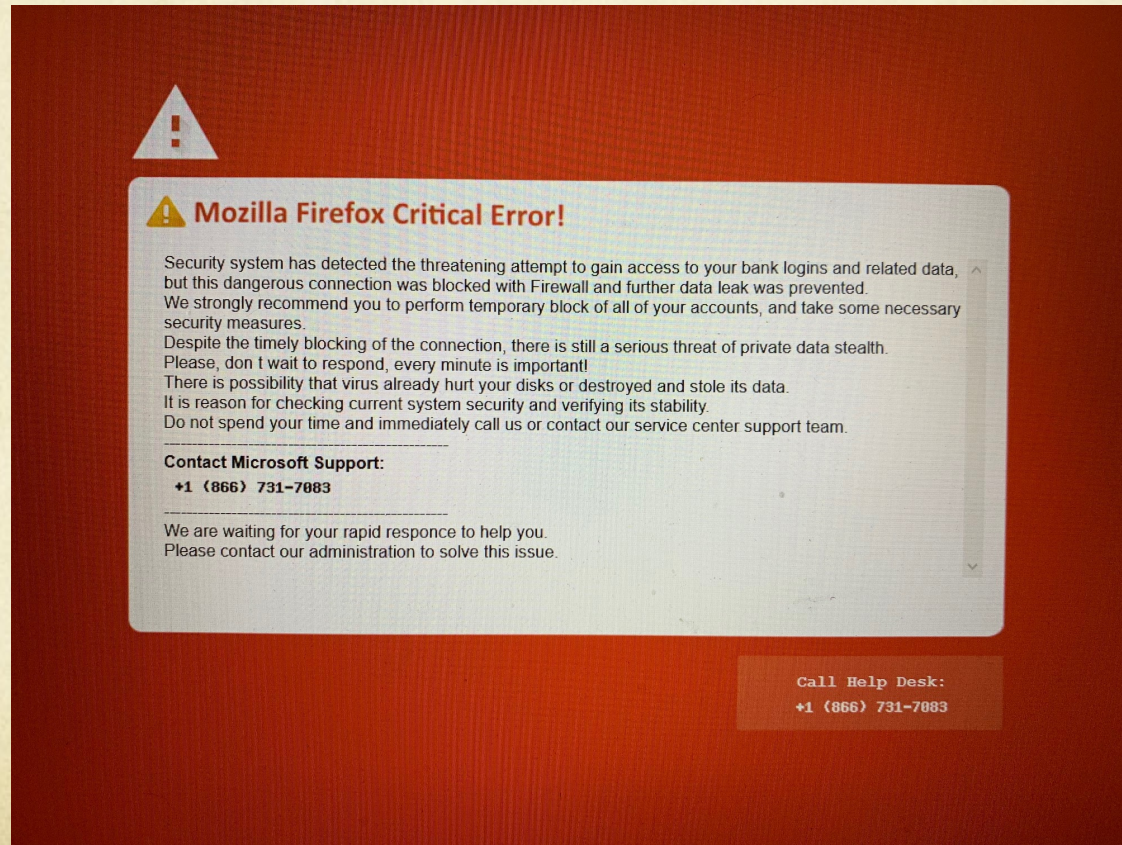 Mozilla Firefox Critical Error!
Security system has detected the threatening attempt to gain access to your bank logins and related data,
but this dangerous connection was blocked with Firewall and further data leak was prevented.
We strongly recommend you to perform temporary block of all of your accounts, and take some necessary
security measures.
Despite the timely blocking of the connection, there is still a serious threat of private data stealth.
Please, don t wait to respond, every minute is important!
There is possibility that virus already hurt your disks or destroyed and stole its data.
It is reason for checking current system security and verifying its stability.
Do not spend your time and immediately call us or contact our service center support team.
Contact Microsoft Support:
+1 (866) 731-7083
We are waiting for your rapid responce to help you.
Please contact our administration to solve this issue.
Call Help Desk:
+1 (866) 731-7083